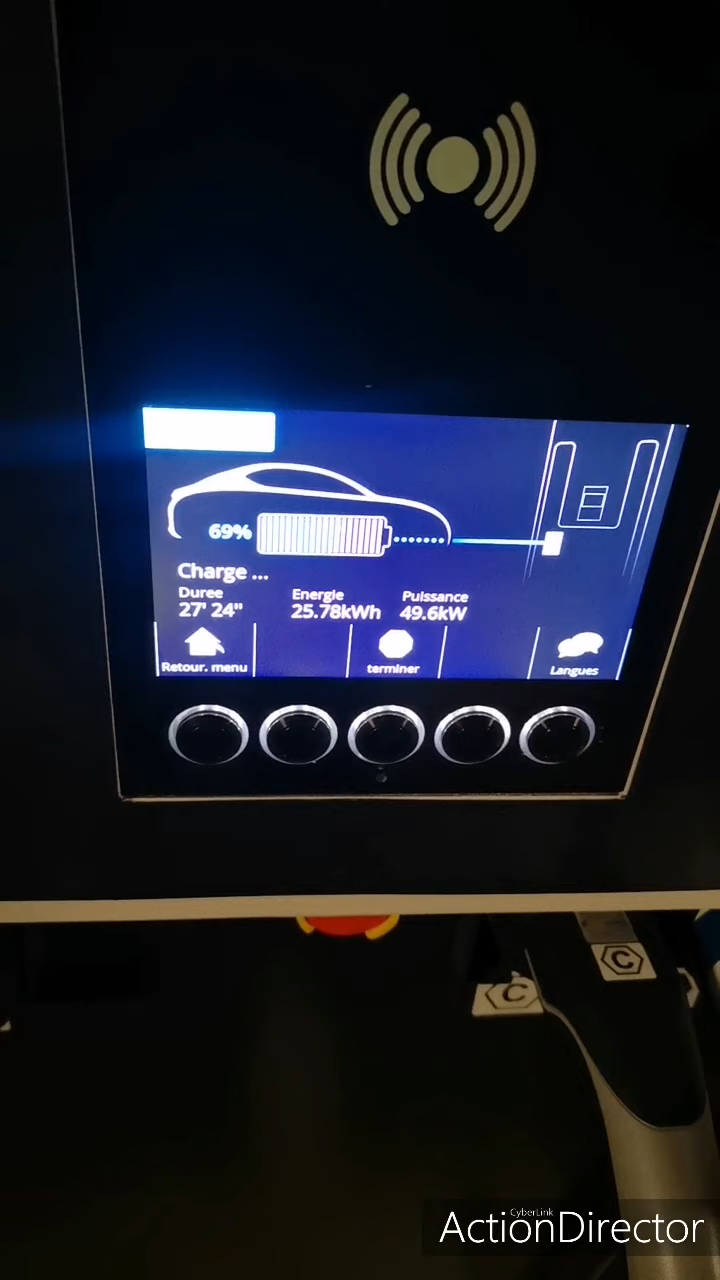 69%
Charge ...
Duree Energie Puissance
27' 24" 25.78kWh 49.6kW
Retour. menu terminer Langues
C
C
CyberLink
ActionDirector